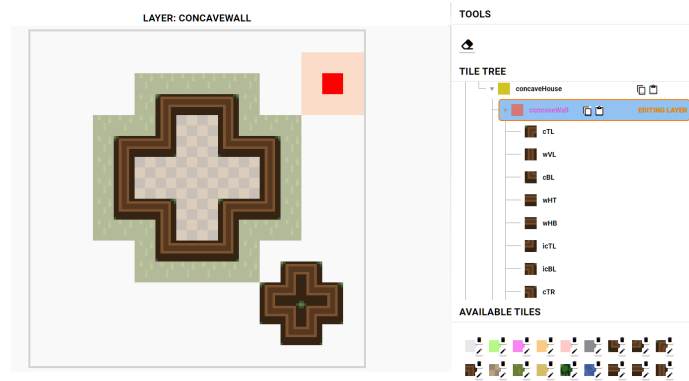 LAYER: CONCAVEWALL
TOOLS
TILE TREE
concaveHouse
concaveWall
EDITING LAYER
cTL
wVL
cBL
wHT
wHB
icTL
icBL
cTR
AVAILABLE TILES